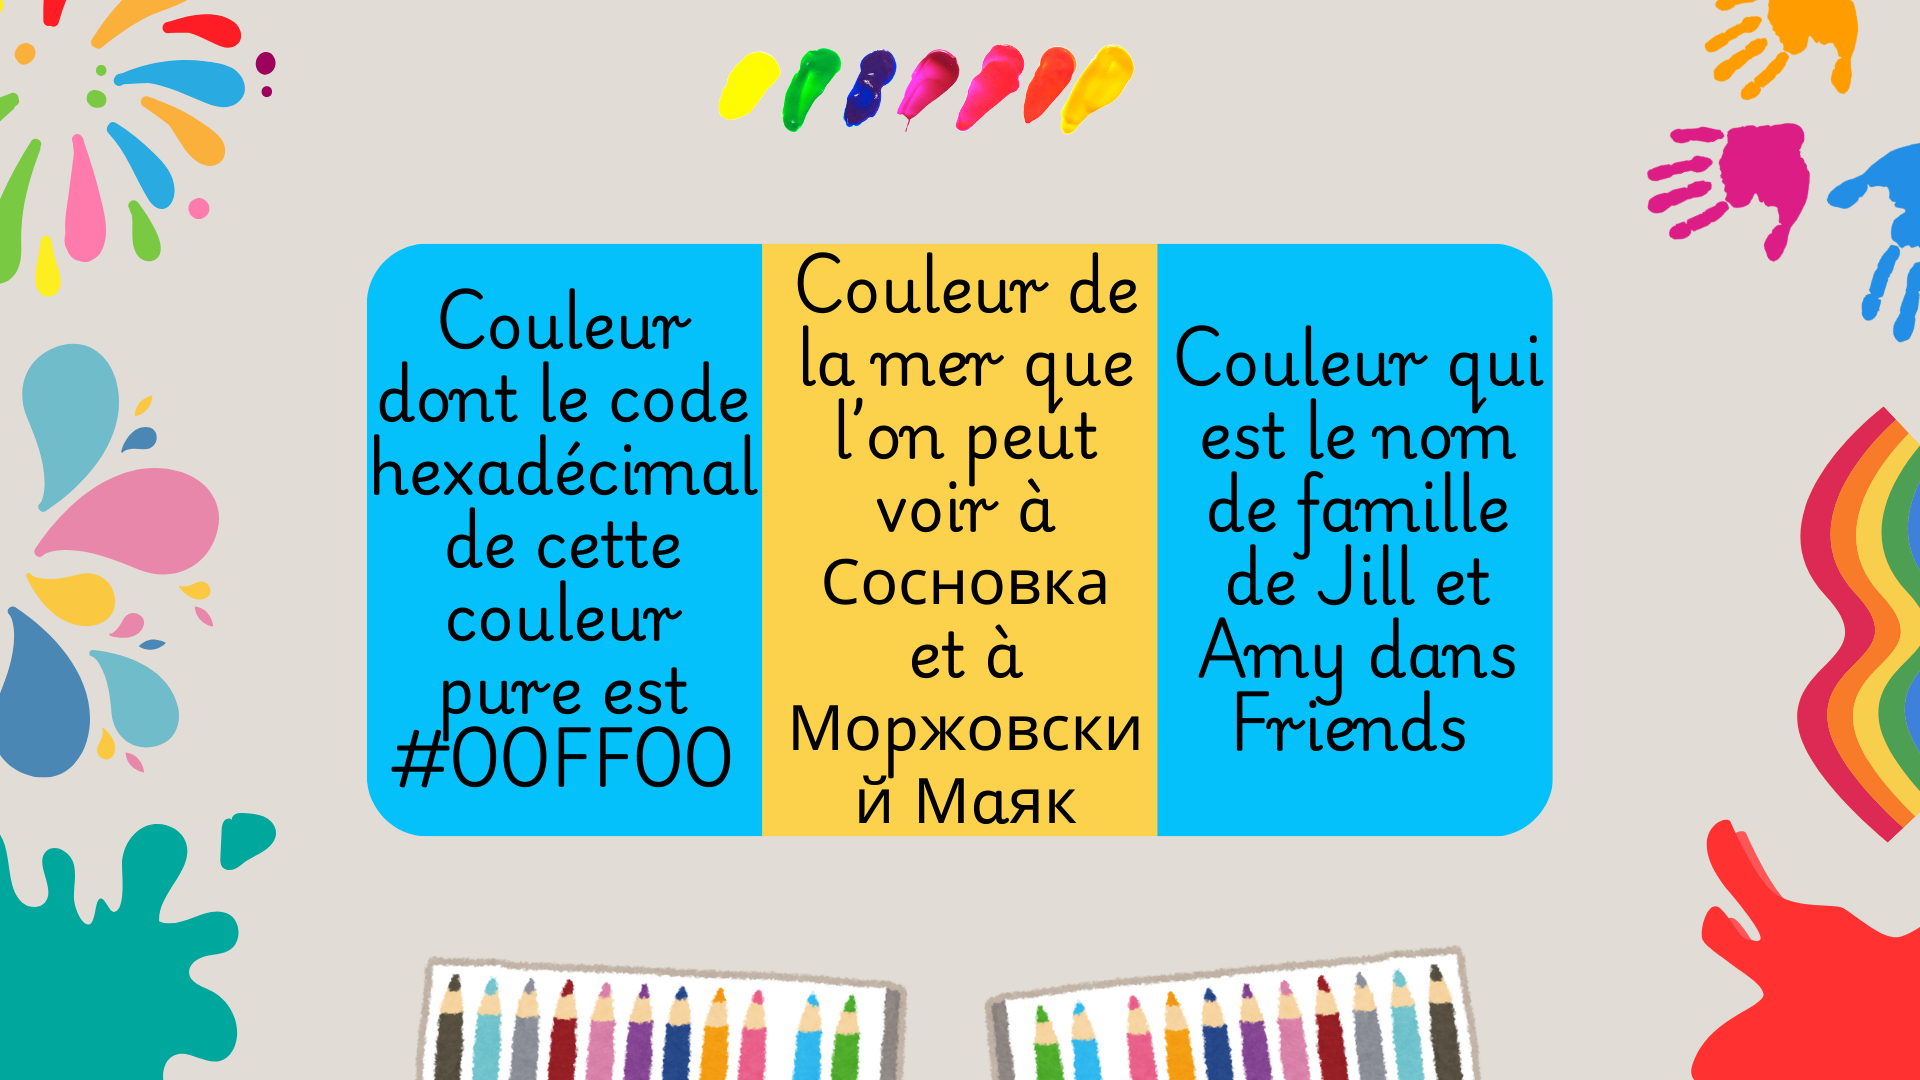 Couleur
dont le code
hexadécimal
de cette
couleur
pure est
#00FF00
Couleur de
la mer que
l'on peut
voir à
Сосновка
et à
Моржовски
й Маяк
Couleur qui
est le nom
de famille
de Jill et
Amy dans
Friends